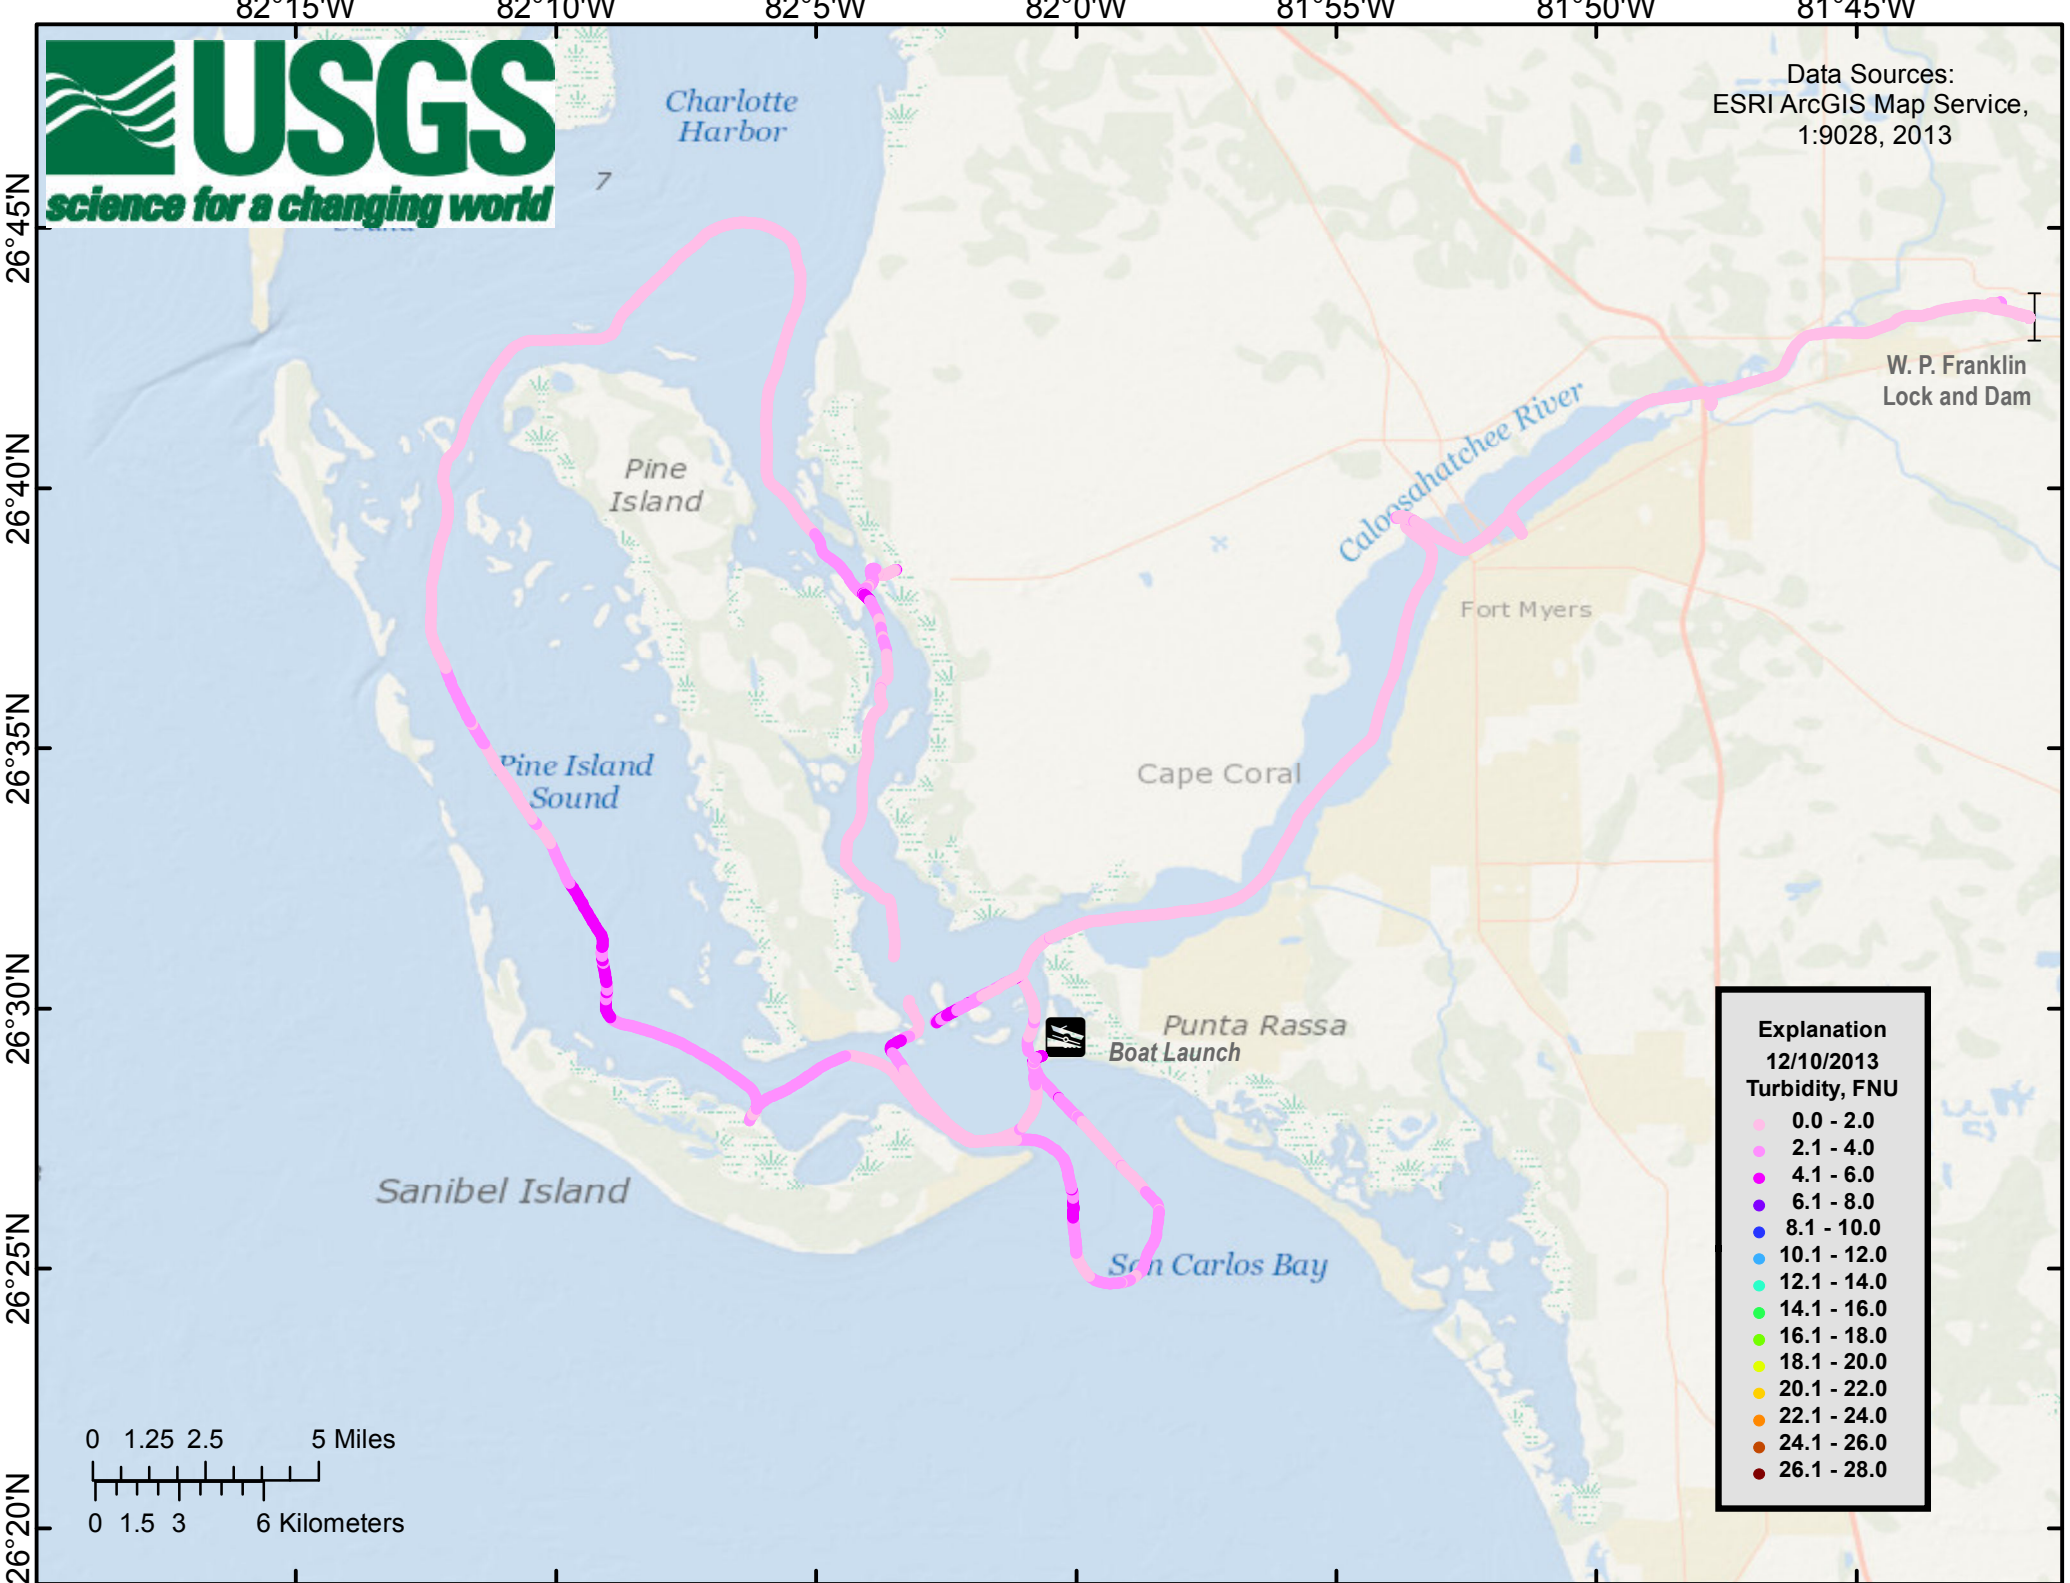 82°15'W 82°10'W 82°5'W 82°0'W 81°55'W 81°50'W 81°45'W
USGS
science for a changing world
Data Sources:
ESRI ArcGIS Map Service,
1:9028, 2013
Charlotte
Harbor
7
Sound
26°45'N
W. P. Franklin
Lock and Dam
Caloosahatchee River
Pine
Island
26°40'N
Fort Myers
26°35'N
Pine Island
Sound
Cape Coral
26°30'N
Punta Rassa
Boat Launch
Sanibel Island
26°25'N
San Carlos Bay
26°20'N
Explanation
12/10/2013
Turbidity, FNU
0.0 - 2.0
2.1 - 4.0
4.1 - 6.0
6.1 - 8.0
8.1 - 10.0
10.1 - 12.0
12.1 - 14.0
14.1 - 16.0
16.1 - 18.0
18.1 - 20.0
20.1 - 22.0
22.1 - 24.0
24.1 - 26.0
26.1 - 28.0
0 1.25 2.5 5 Miles
0 1.5 3 6 Kilometers